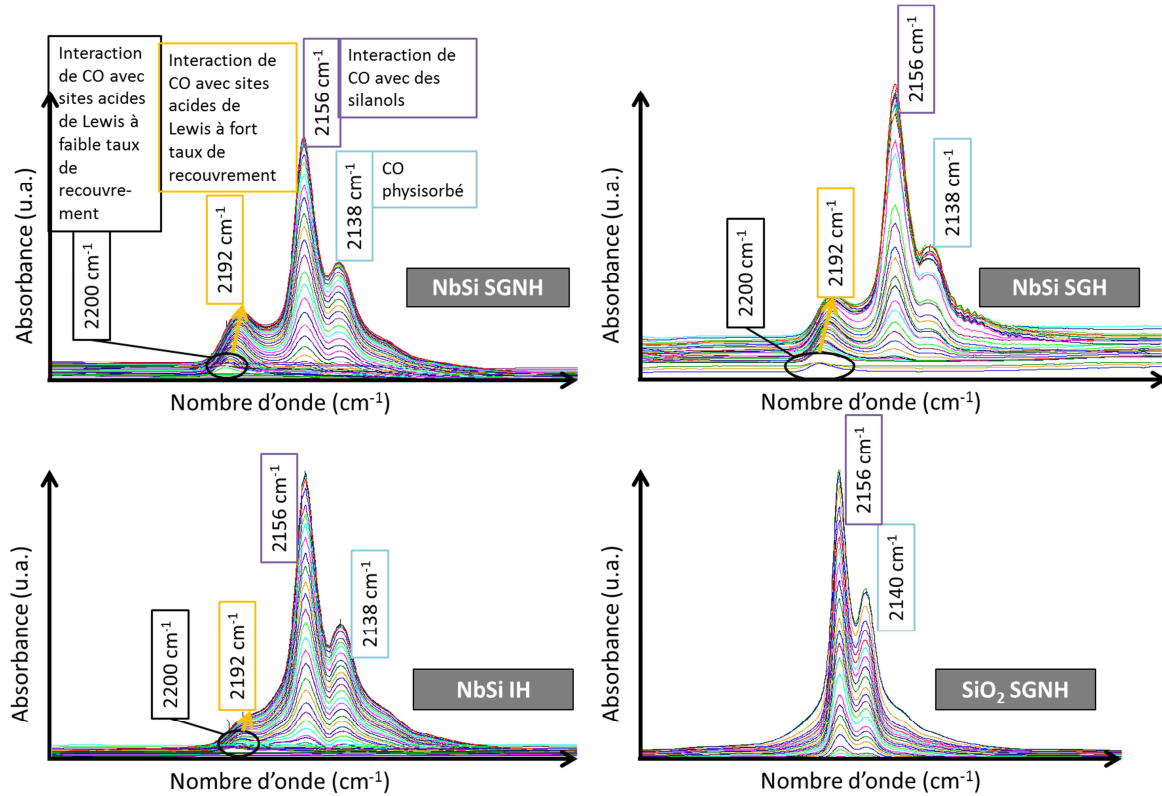 Interaction
de CO avec
sites acides
de Lewis à
faible taux
de
recouvre-
ment
Interaction de
CO avec sites
acides de
Lewis à fort
taux de
recouvrement
2156 cm-1
Interaction de
CO avec des
silanols
2138 cm-1
CO
physisorbé
2192 cm-1
2200 cm-1
NbSi SGNH
Absorbance (u.a.)
Nombre d’onde (cm-1)
2156 cm-1
2138 cm-1
2192 cm-1
2200 cm-1
NbSi SGH
Absorbance (u.a.)
Nombre d’onde (cm-1)
2156 cm-1
2138 cm-1
2192 cm-1
2200 cm-1
NbSi IH
Absorbance (u.a.)
Nombre d’onde (cm-1)
2156 cm-1
2140 cm-1
SiO2 SGNH
Absorbance (u.a.)
Nombre d’onde (cm-1)